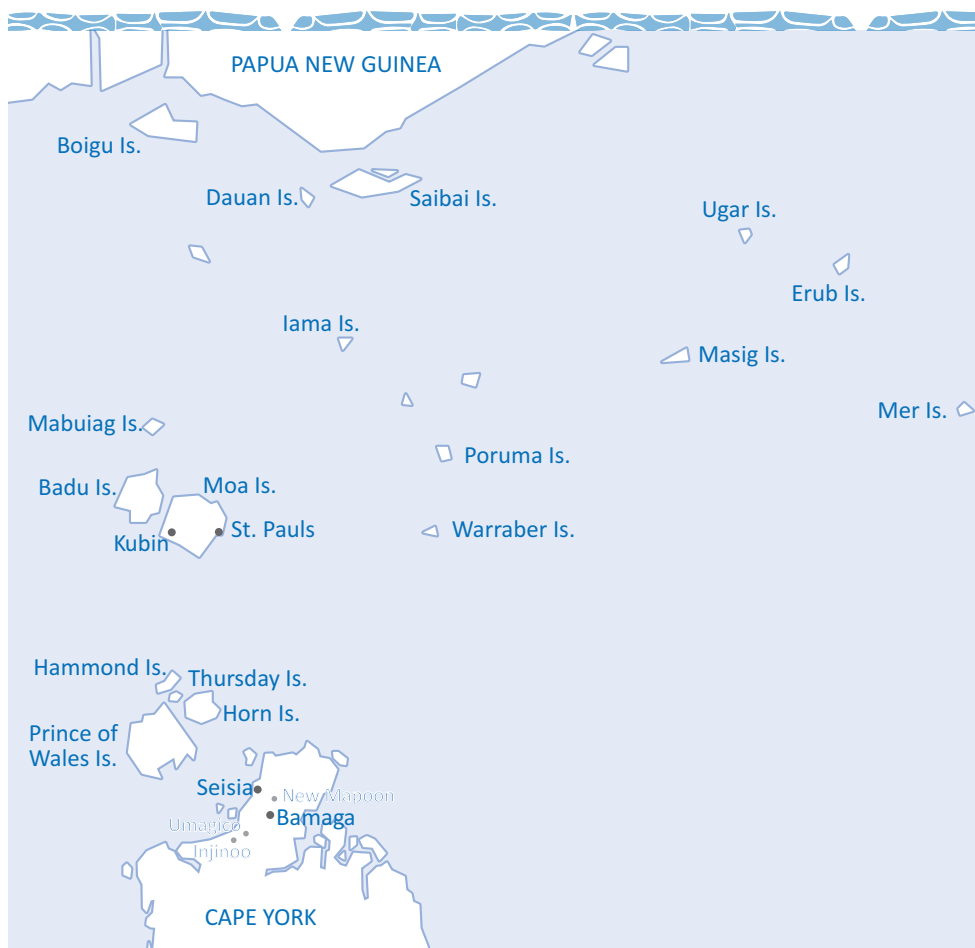 PAPUA NEW GUINEA
Boigu Is.
Dauan Is.
Saibai Is.
Ugar Is.
Erub Is.
Iama Is.
Masig Is.
Mer Is.
Mabuiag Is.
Poruma Is.
Badu Is.
Moa Is.
St. Pauls
Warraber Is.
Kubin
Hammond Is.
Thursday Is.
Horn Is.
Prince of
Wales Is.
Seisia
New Mapoon
Bamaga
Umagico
Injinoo
CAPE YORK